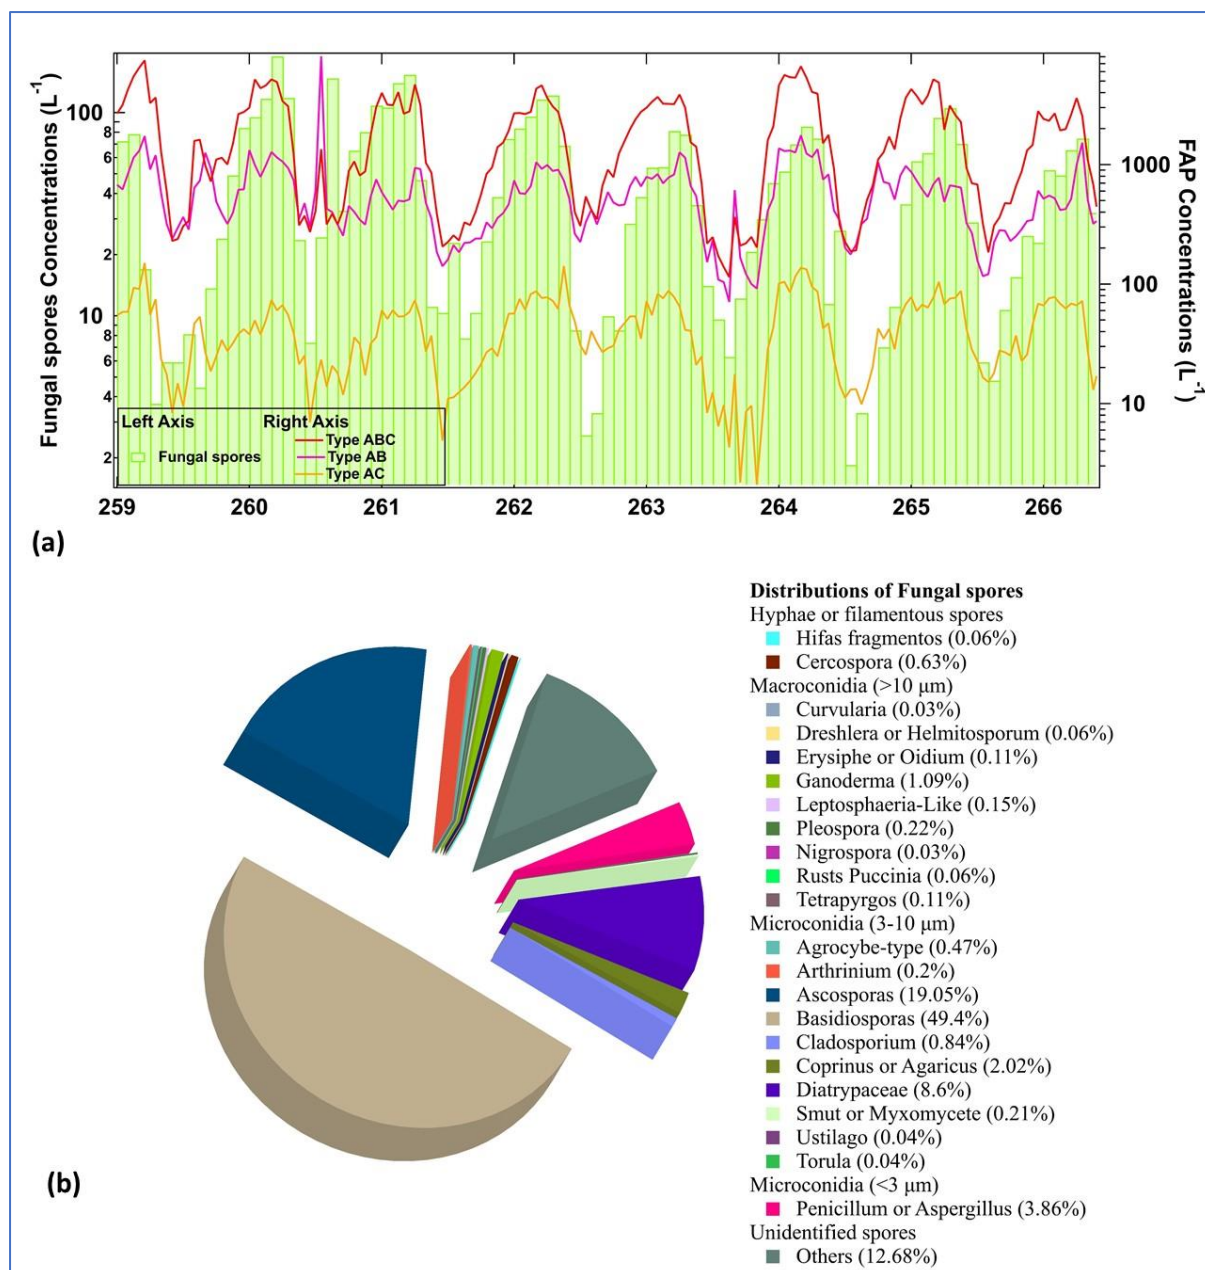 Fungal spores Concentrations (L⁻¹)
100
8
6
4
2
10
8
6
4
2
Left Axis
Right Axis
Fungal spores
Type ABC
Type AB
Type AC
1000
100
10
FAP Concentrations (L⁻¹)
259 260 261 262 263 264 265 266
(a)
Distributions of Fungal spores
Hyphae or filamentous spores
Hifas fragmentos (0.06%)
Cercospora (0.63%)
Macroconidia (>10 μm)
Curvularia (0.03%)
Dreshlera or Helmitosporum (0.06%)
Erysiphe or Oidium (0.11%)
Ganoderma (1.09%)
Leptosphaeria-Like (0.15%)
Pleospora (0.22%)
Nigrospora (0.03%)
Rusts Puccinia (0.06%)
Tetrapyrgos (0.11%)
Microconidia (3-10 μm)
Agrocybe-type (0.47%)
Arthrinium (0.2%)
Ascosporas (19.05%)
Basidiosporas (49.4%)
Cladosporium (0.84%)
Coprinus or Agaricus (2.02%)
Diatrypaceae (8.6%)
Smut or Myxomycete (0.21%)
Ustilago (0.04%)
Torula (0.04%)
Microconidia (<3 μm)
Penicillum or Aspergillus (3.86%)
Unidentified spores
Others (12.68%)
(b)